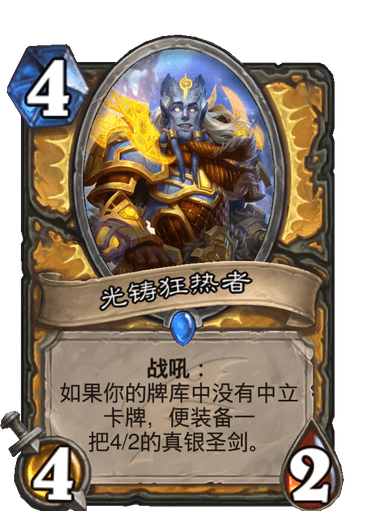 4
光铸狂热者
战吼：
如果你的牌库中没有中立
卡牌，便装备一
把4/2的真银圣剑。
4
2